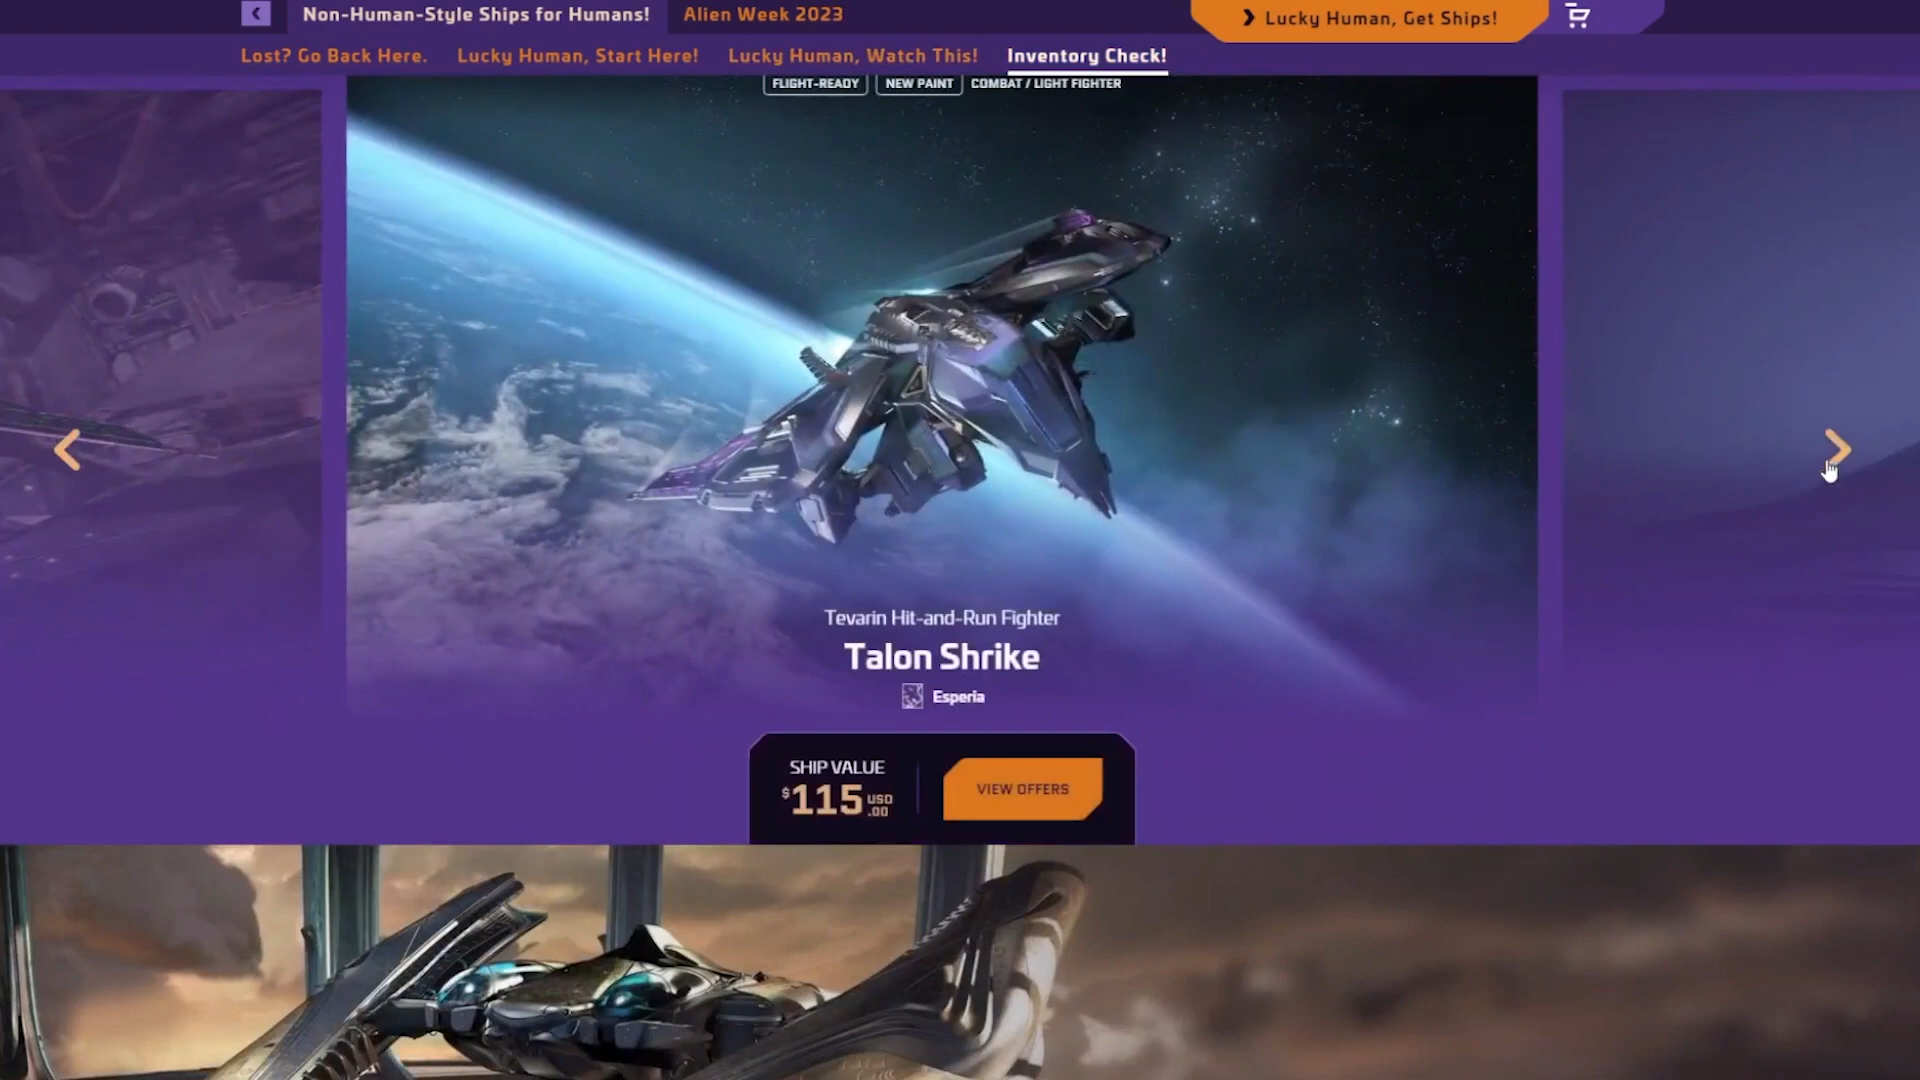 Non-Human-Style Ships for Humans!
Alien Week 2023
Lucky Human, Get Ships!
Lost? Go Back Here.
Lucky Human, Start Here!
Lucky Human, Watch This!
Inventory Check!
FLIGHT-READY
NEW PAINT
COMBAT / LIGHT FIGHTER
Tevarin Hit-and-Run Fighter
Talon Shrike
Esperia
SHIP VALUE
$115 USD .00
VIEW OFFERS